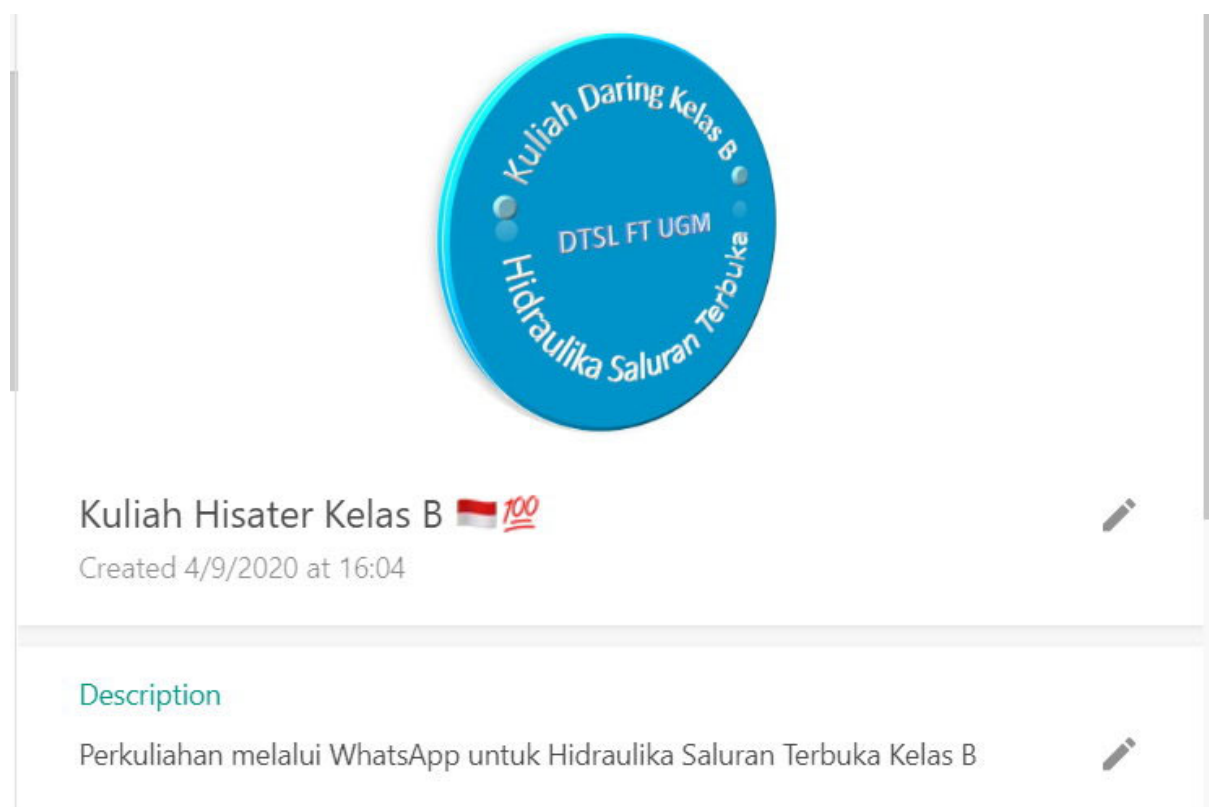 Kuliah Daring Kelas B
DTSL FT UGM
Hidraulika Saluran Terbuka
Kuliah Hisater Kelas B 🇮🇩💯
Created 4/9/2020 at 16:04
Description
Perkuliahan melalui WhatsApp untuk Hidraulika Saluran Terbuka Kelas B